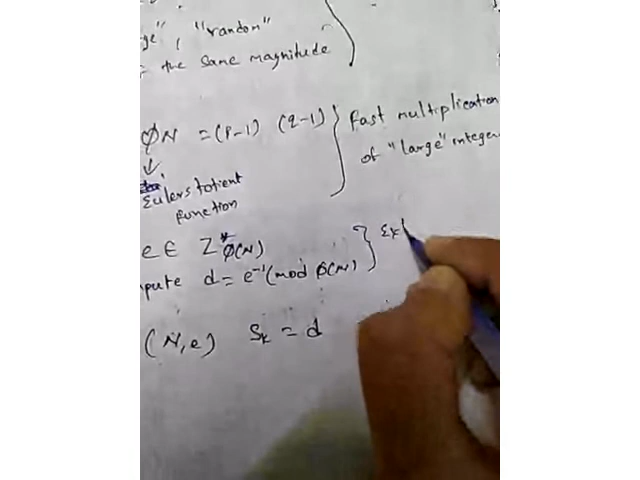 ge", "random"
the same magnitude
φN = (P-1) (q-1) } Fast multiplication
of "large" intege
Eulers totient
function
e ∈ Z*φ(N)
pute d = e⁻¹ (mod φ(N) }
(N,e) Sk = d